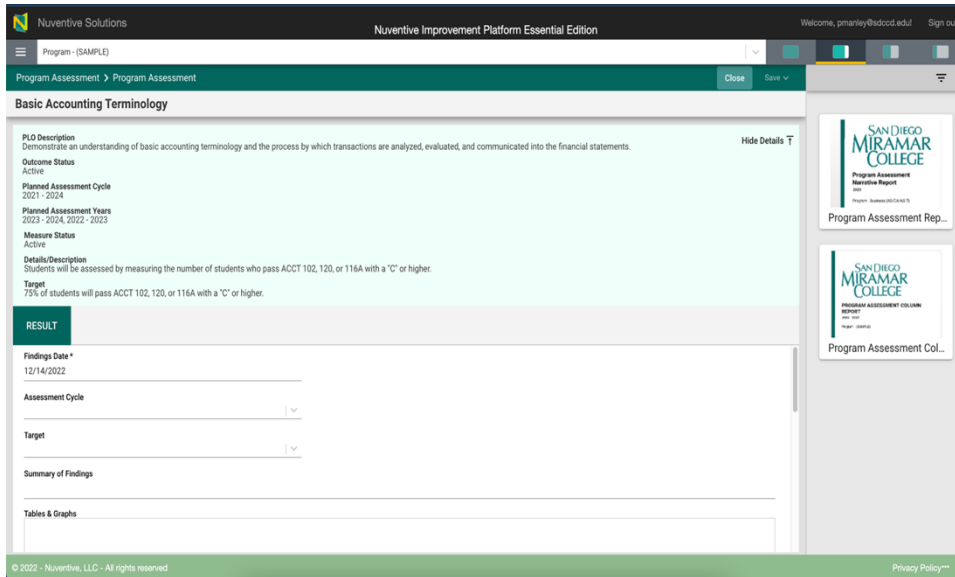 Nuventive Solutions
Nuventive Improvement Platform Essential Edition
Welcome, pmanley@sdccd.edu!
Sign ou
Program - (SAMPLE)
Program Assessment > Program Assessment
Close
Save
Basic Accounting Terminology
PLO Description
Demonstrate an understanding of basic accounting terminology and the process by which transactions are analyzed, evaluated, and communicated into the financial statements.
Hide Details
Outcome Status
Active
Planned Assessment Cycle
2021 - 2024
Planned Assessment Years
2023 - 2024, 2022 - 2023
Measure Status
Active
Details/Description
Students will be assessed by measuring the number of students who pass ACCT 102, 120, or 116A with a "C" or higher.
Target
75% of students will pass ACCT 102, 120, or 116A with a "C" or higher.
RESULT
Findings Date *
12/14/2022
Assessment Cycle
Target
Summary of Findings
Tables & Graphs
SAN DIEGO
MIRAMAR
COLLEGE
Program Assessment
Narrative Report
Program Assessment Rep...
SAN DIEGO
MIRAMAR
COLLEGE
PROGRAM ASSESSMENT COLUMN
REPORT
Program Assessment Col...
© 2022 - Nuventive, LLC - All rights reserved
Privacy Policy